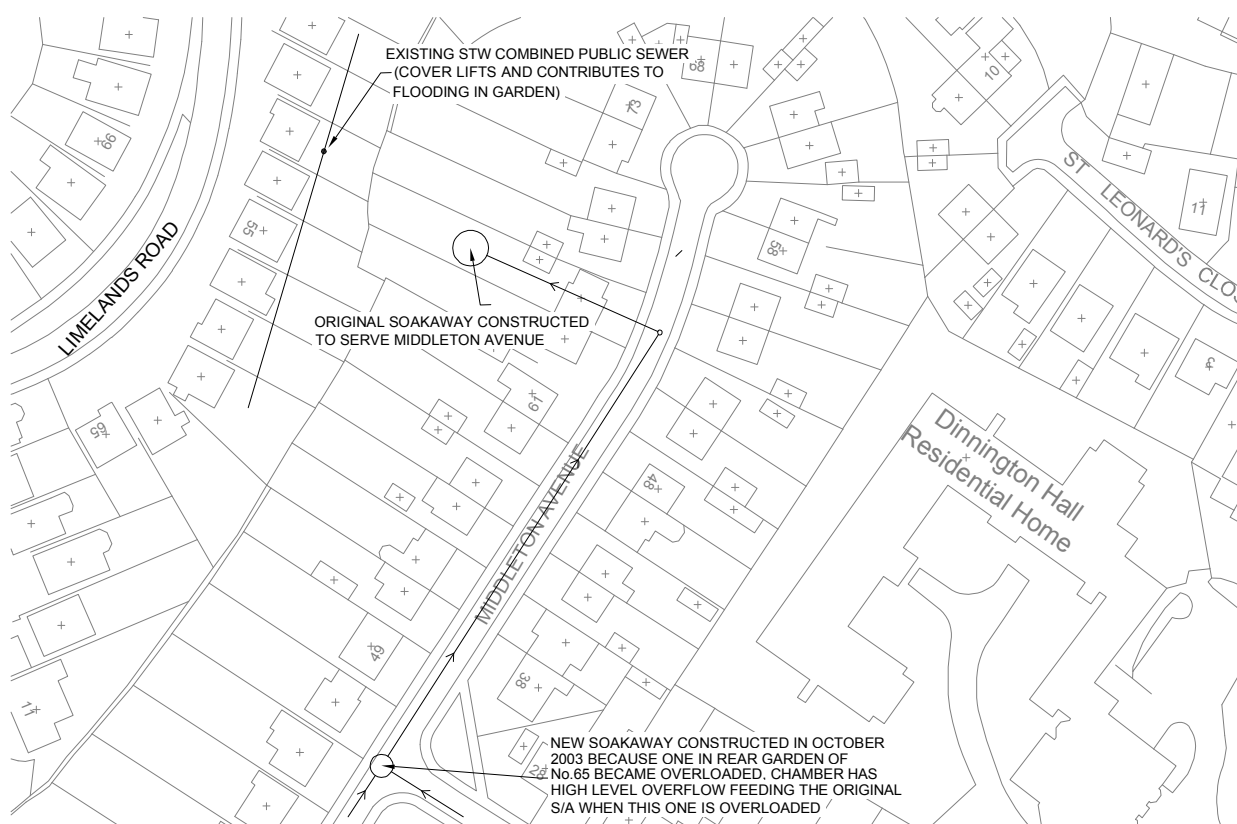 EXISTING STW COMBINED PUBLIC SEWER
(COVER LIFTS AND CONTRIBUTES TO
FLOODING IN GARDEN)
68
73
10
66
ST LEONARD'S CLOS
11
55
58
LIMELANDS ROAD
ORIGINAL SOAKAWAY CONSTRUCTED
TO SERVE MIDDLETON AVENUE
61
65
48
MIDDLETON AVENUE
Dinnington Hall
Residential Home
49
38
11
NEW SOAKAWAY CONSTRUCTED IN OCTOBER
2003 BECAUSE ONE IN REAR GARDEN OF
No.65 BECAME OVERLOADED, CHAMBER HAS
HIGH LEVEL OVERFLOW FEEDING THE ORIGINAL
S/A WHEN THIS ONE IS OVERLOADED